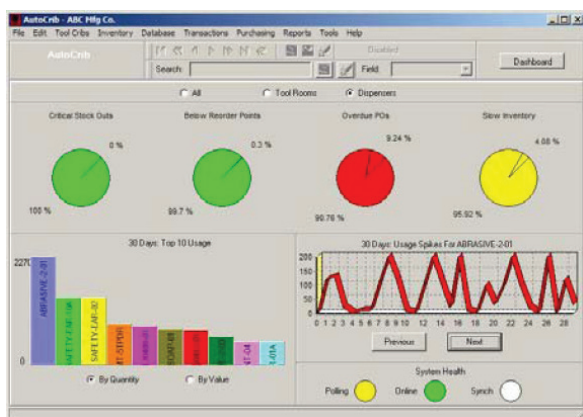 AutoCrib - ABC Mfg Co.
File Edit Tool Cribs Inventory Database Transactions Purchasing Reports Tools Help
AutoCrib
Disabled
Search: Field:
Dashboard
All Tool Rooms Dispensers
Critical Stock Outs Below Reorder Points Overdue POs Slow Inventory
0 % 0.3 % 9.24 % 4.08 %
100 % 99.7 % 90.76 % 95.92 %
30 Days: Top 10 Usage
2270
0
ABRASIVE-2-01
SAFETY-EAR-02
By Quantity By Value
30 Days: Usage Spikes For ABRASIVE-2-01
200
150
100
50
0
0 1 2 3 4 5 6 8 9 10 12 14 16 18 20 22 24 26 28
Previous Next
System Health
Polling Online Synch